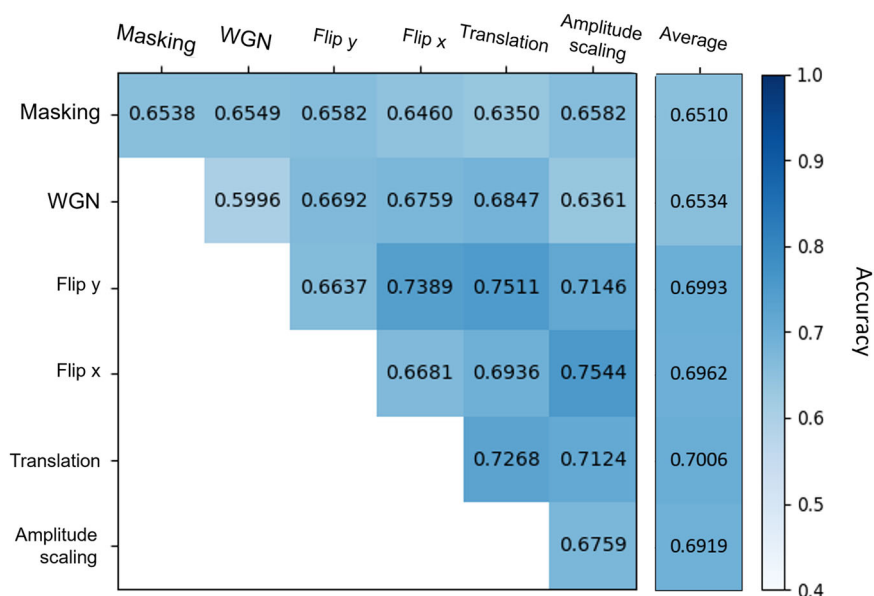 Masking WGN Flip y Flip x Translation Amplitude scaling Average
Masking 0.6538 0.6549 0.6582 0.6460 0.6350 0.6582 0.6510
WGN 0.5996 0.6692 0.6759 0.6847 0.6361 0.6534
Flip y 0.6637 0.7389 0.7511 0.7146 0.6993
Flip x 0.6681 0.6936 0.7544 0.6962
Translation 0.7268 0.7124 0.7006
Amplitude
scaling 0.6759 0.6919
1.0
0.9
0.8
0.7
0.6
0.5
0.4
Accuracy